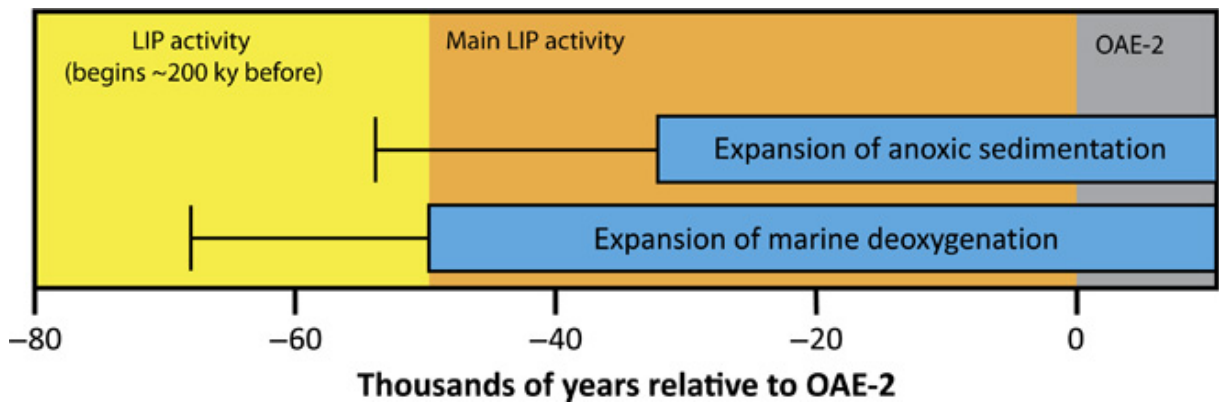 LIP activity
(begins ~200 ky before)
Main LIP activity
OAE-2
Expansion of anoxic sedimentation
Expansion of marine deoxygenation
–80
–60
–40
–20
0
Thousands of years relative to OAE-2